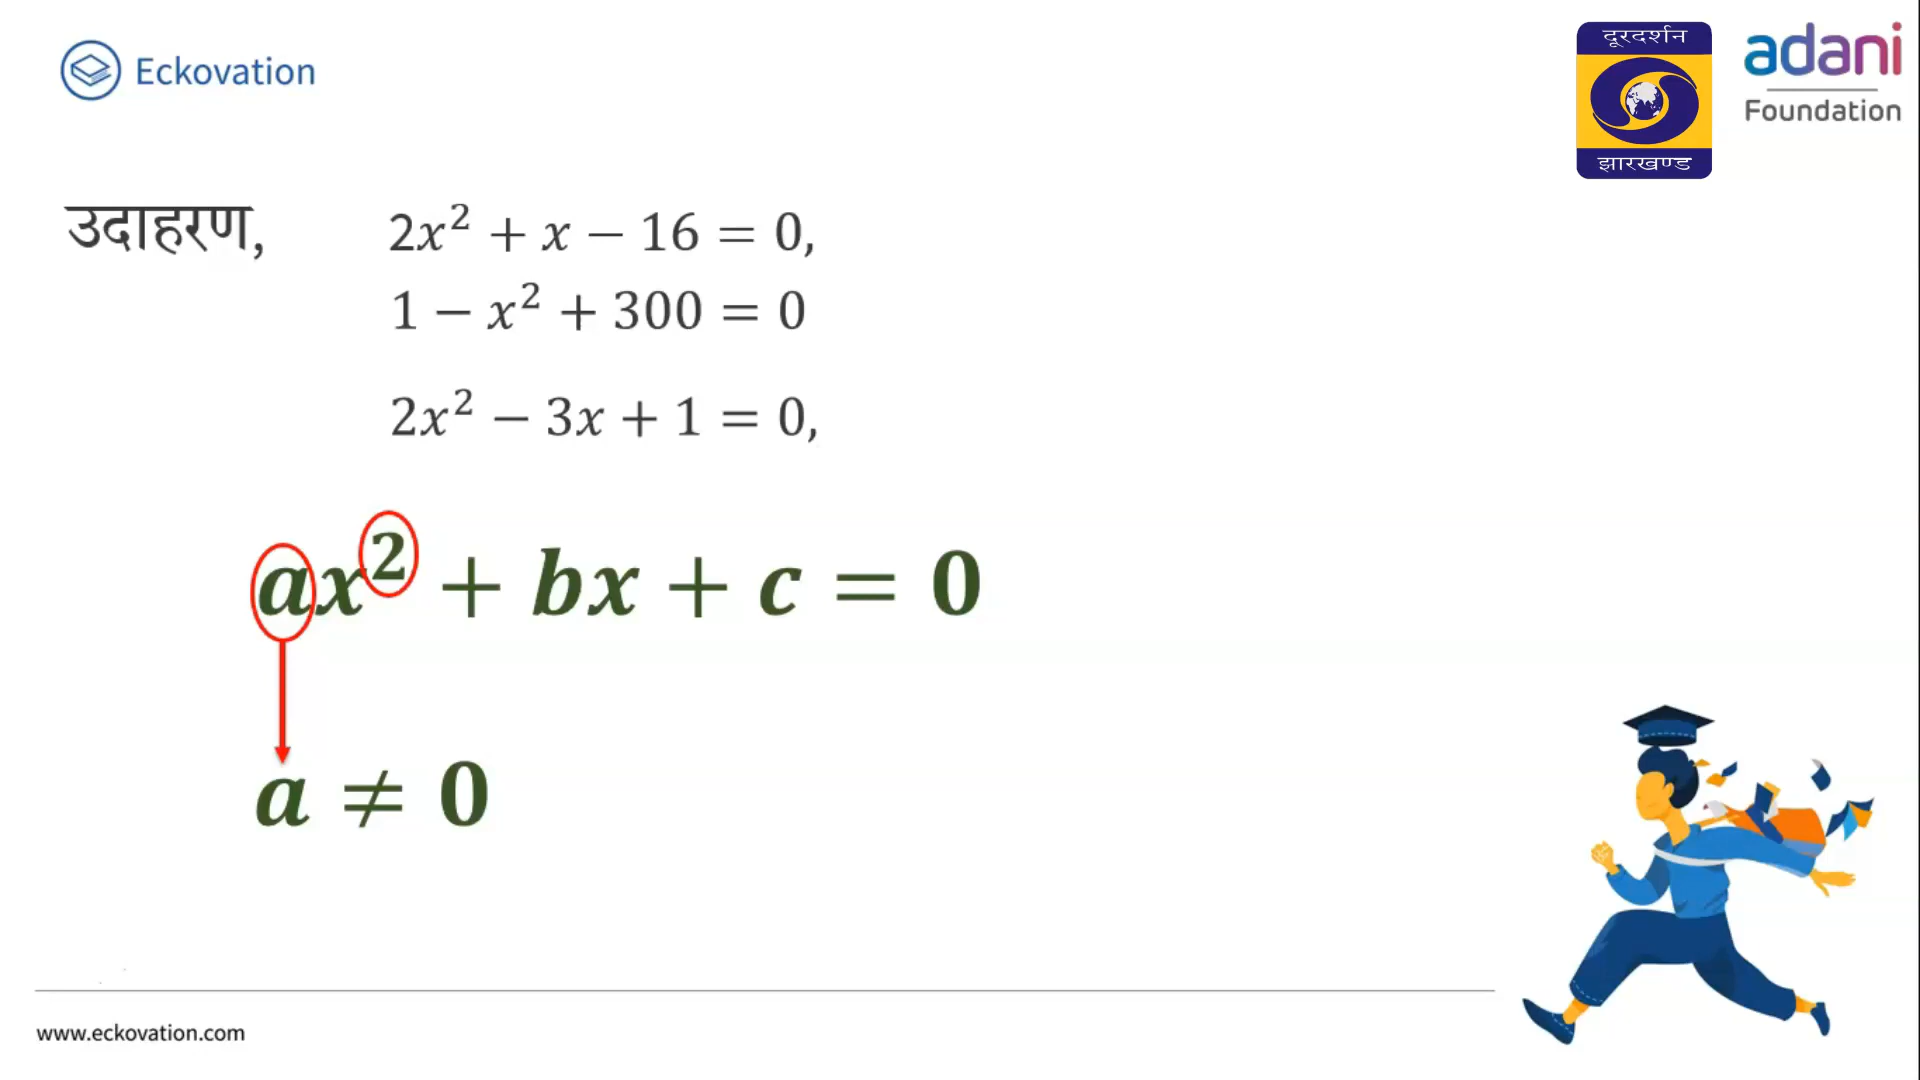 Eckovation
दूरदर्शन
झारखण्ड
adani
Foundation
उदाहरण, 2x² + x − 16 = 0,
1 − x² + 300 = 0
2x² − 3x + 1 = 0,
ax² + bx + c = 0
a ≠ 0
www.eckovation.com